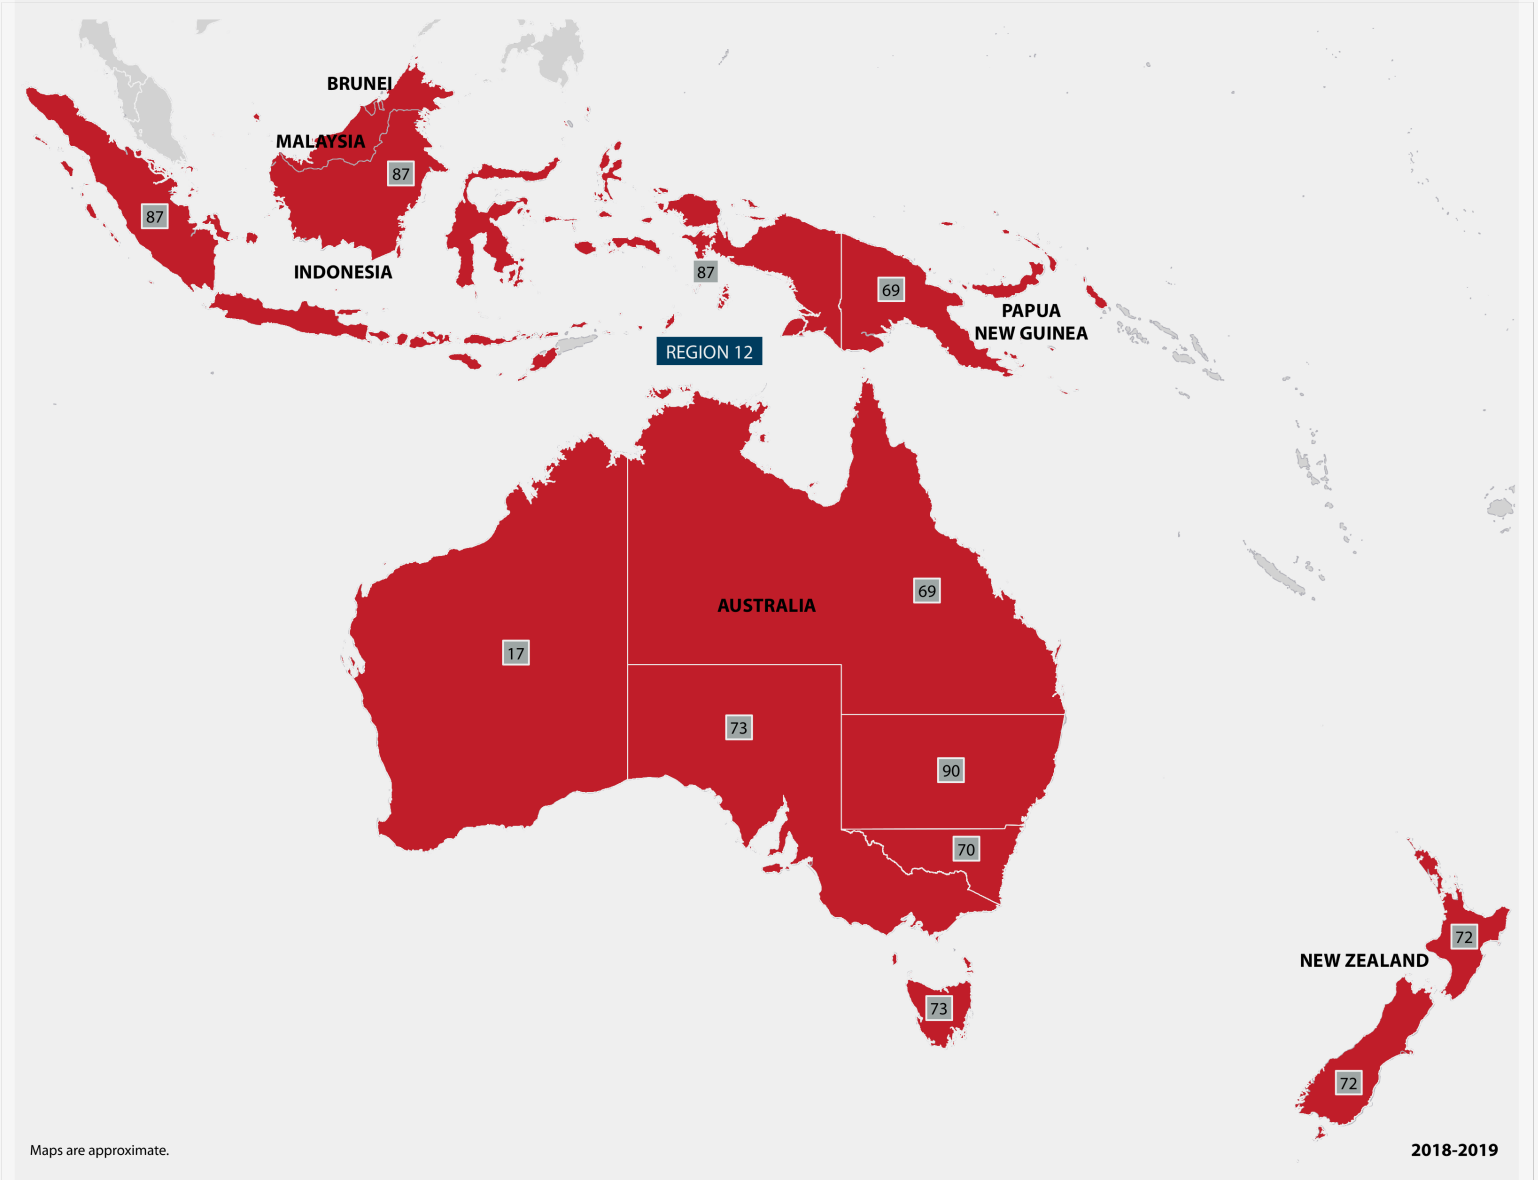 BRUNEI
MALAYSIA
87
87
INDONESIA
87
69
PAPUA
NEW GUINEA
REGION 12
69
AUSTRALIA
17
73
90
70
72
NEW ZEALAND
73
72
Maps are approximate.
2018-2019